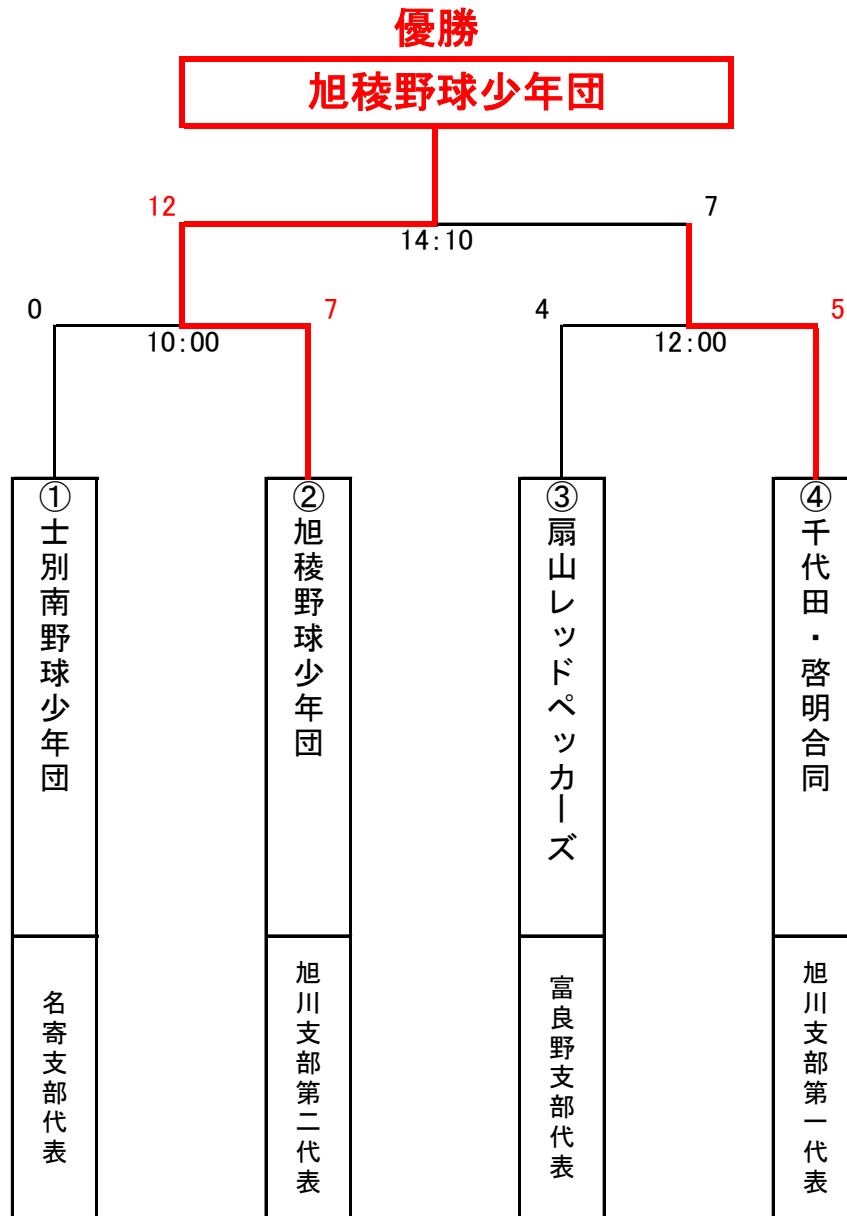 優勝
旭稜野球少年団
12
7
14:10
0
7
4
5
10:00
12:00
①士別南野球少年団
②旭稜野球少年団
③扇山レッドペッカーズ
④千代田・啓明合同
名寄支部代表
旭川支部第二代表
富良野支部代表
旭川支部第一代表